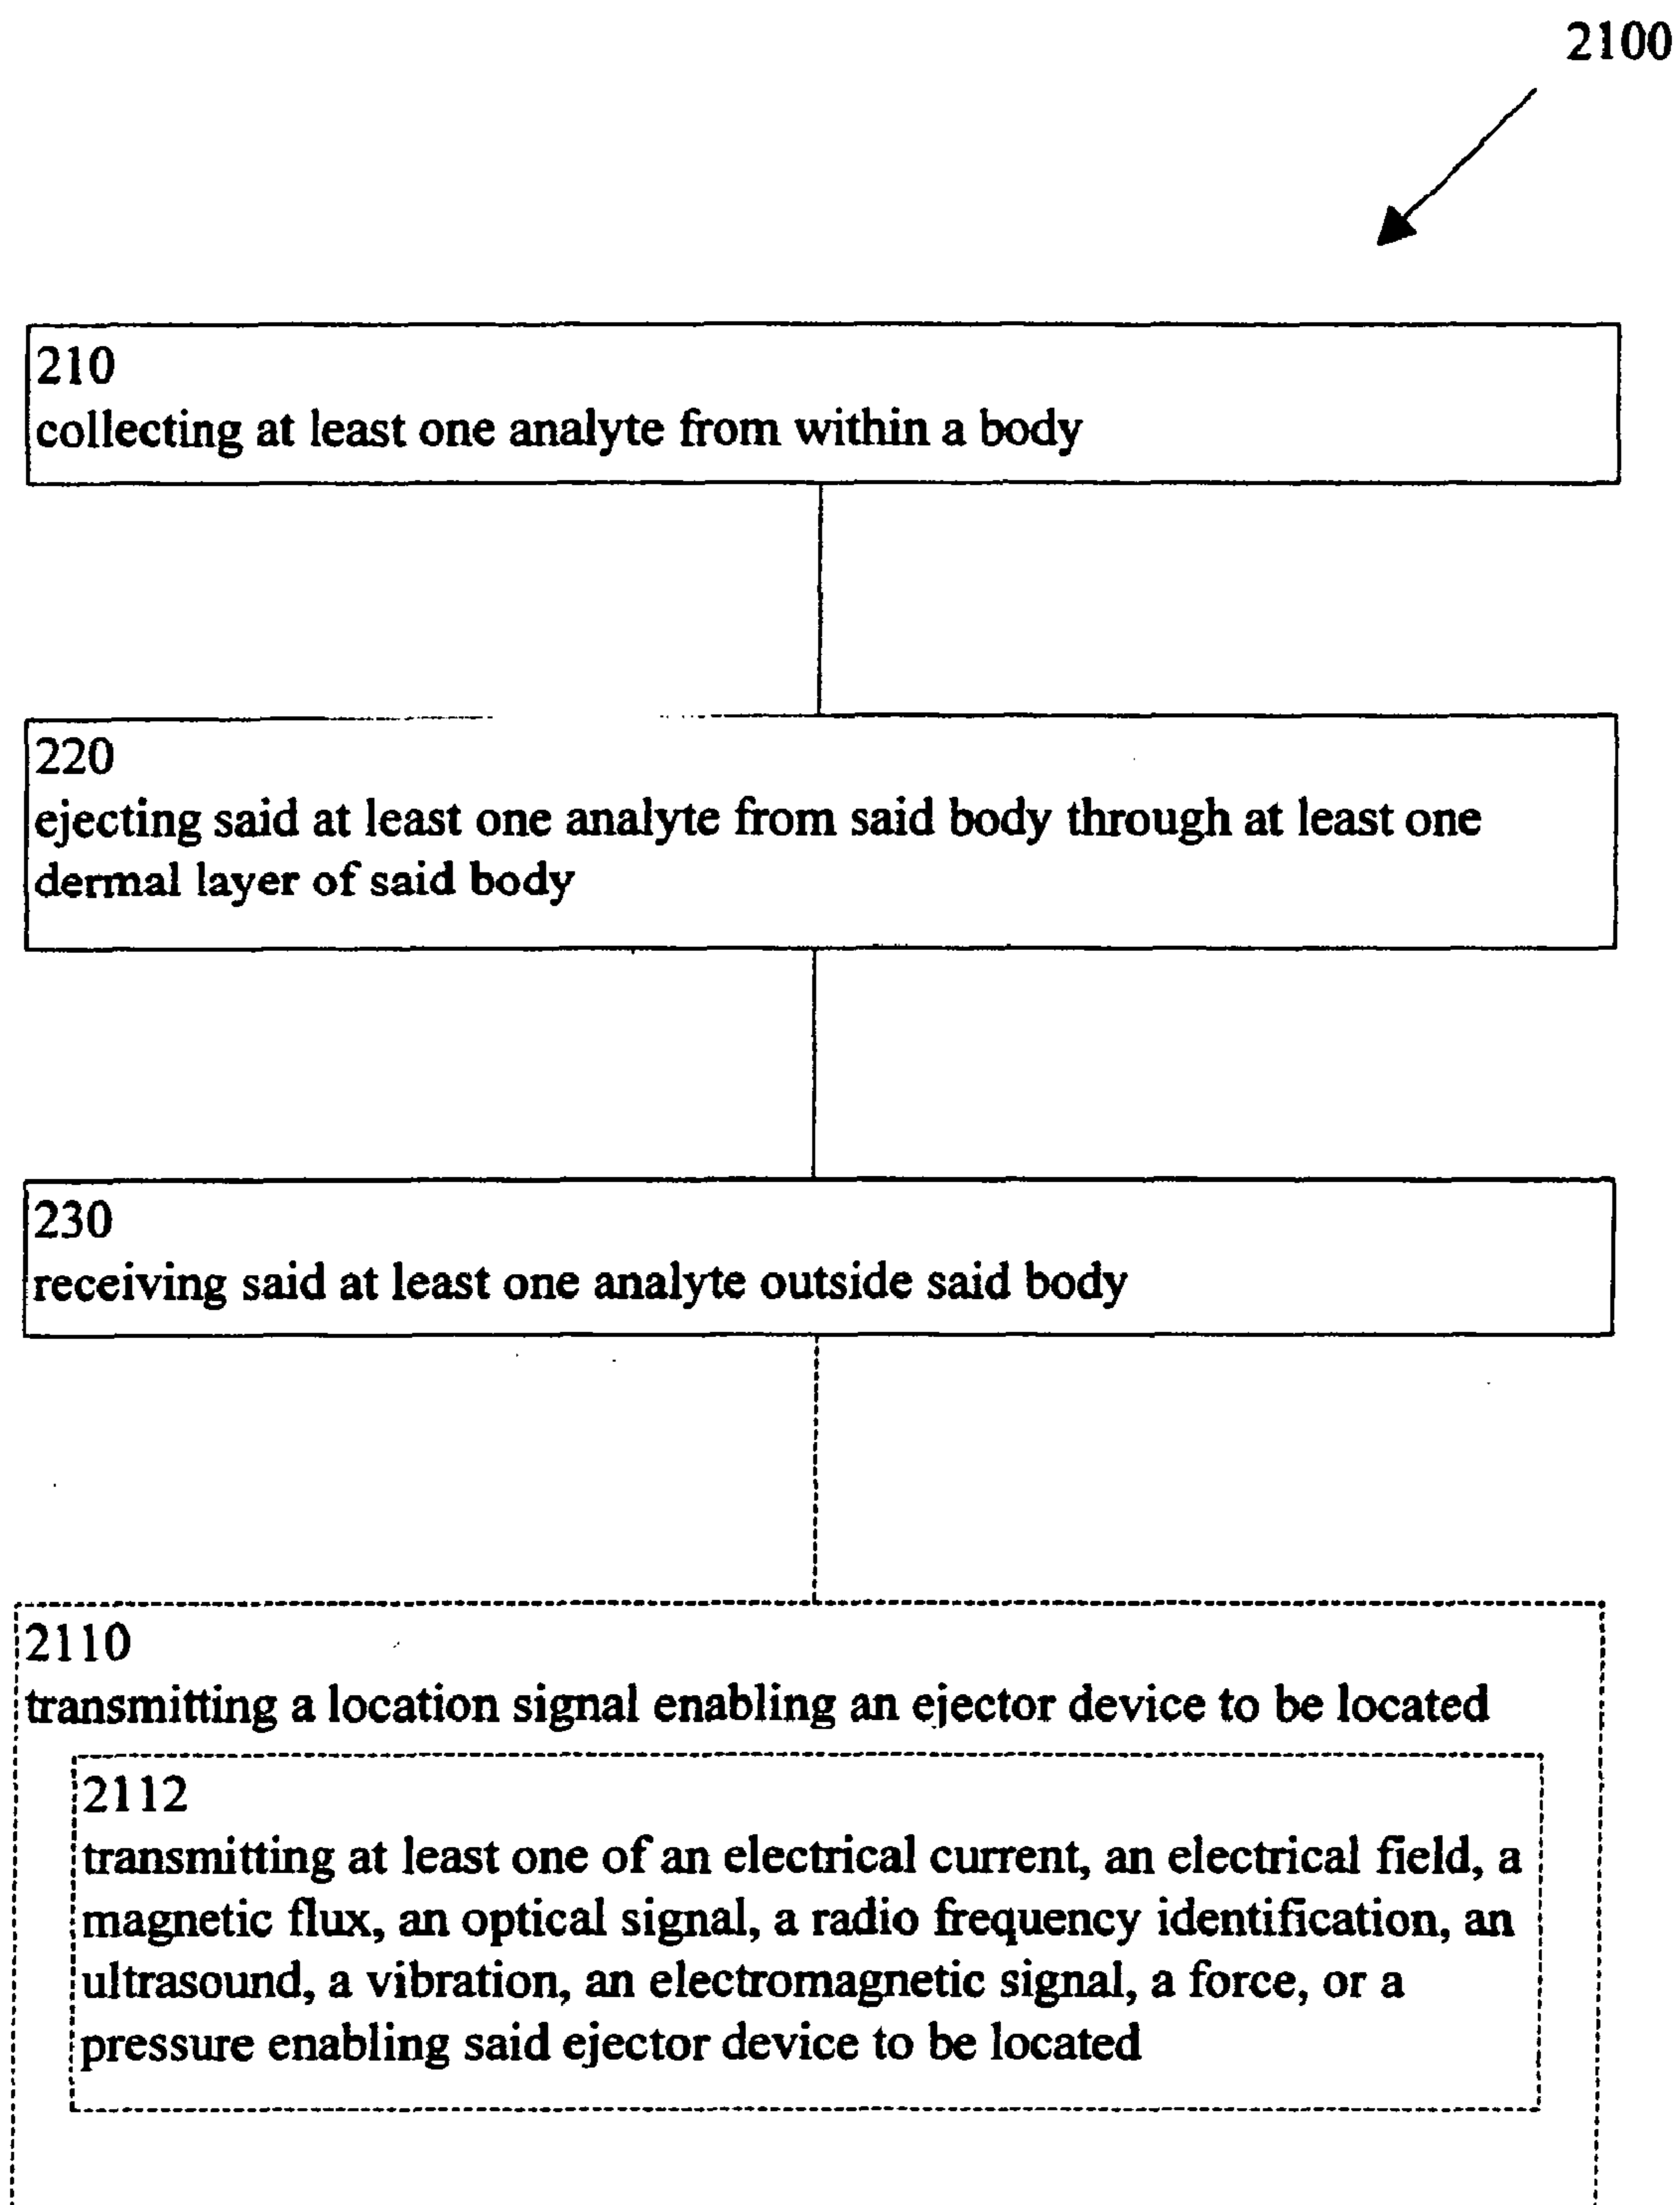 2100
210
collecting at least one analyte from within a body
220
ejecting said at least one analyte from said body through at least one
dermal layer of said body
230
receiving said at least one analyte outside said body
2110
transmitting a location signal enabling an ejector device to be located
2112
transmitting at least one of an electrical current, an electrical field, a
magnetic flux, an optical signal, a radio frequency identification, an
ultrasound, a vibration, an electromagnetic signal, a force, or a
pressure enabling said ejector device to be located